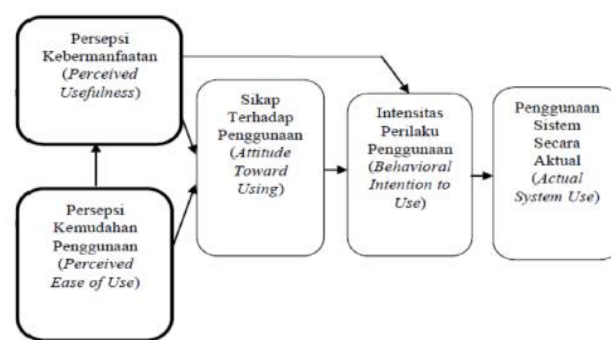 Persepsi
Kebermanfaatan
(Perceived
Usefulness)
Persepsi
Kemudahan
Penggunaan
(Perceived
Ease of Use)
Sikap
Terhadap
Penggunaan
(Attitude
Toward
Using)
Intensitas
Perilaku
Penggunaan
(Behavioral
Intention to
Use)
Penggunaan
Sistem
Secara
Aktual
(Actual
System Use)